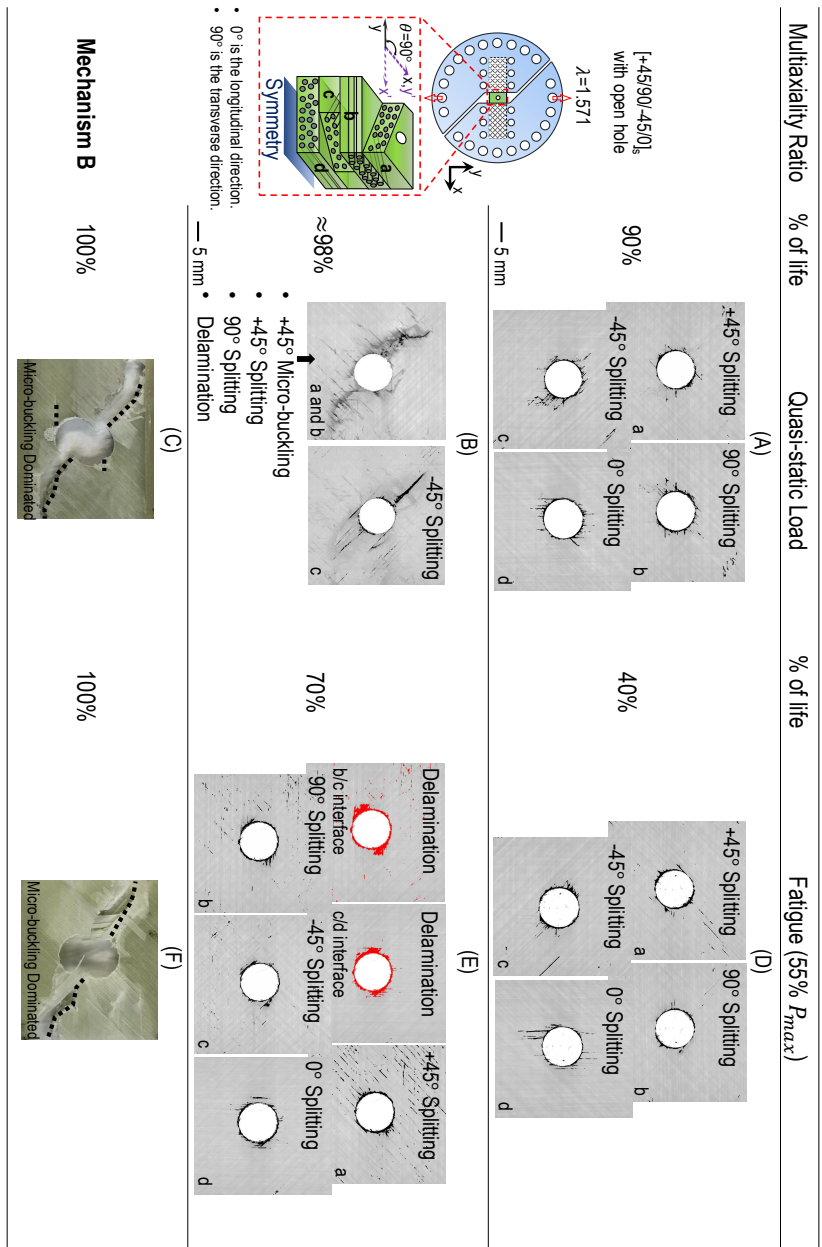 Multiaxiality Ratio
% of life
Quasi-static Load
% of life
Fatigue (55% P_max)
[+45/90/-45/0]s
with open hole
λ=1,571
y
x
θ=90°
x,y'
x'
y
a
b
c
d
Symmetry
• 0° is the longitudinal direction.
• 90° is the transverse direction.
Mechanism B
90%
5 mm
(A)
+45° Splitting
a
90° Splitting
b
-45° Splitting
c
0° Splitting
d
40%
(D)
+45° Splitting
a
90° Splitting
b
-45° Splitting
c
0° Splitting
d
≈98%
5 mm
(B)
a and b
-45° Splitting
c
• +45° Micro-buckling
• +45° Splitting
• 90° Splitting
• Delamination
70%
(E)
Delamination
b/c interface
Delamination
c/d interface
+45° Splitting
a
90° Splitting
b
-45° Splitting
c
0° Splitting
d
100%
(C)
Micro-buckling Dominated
100%
(F)
Micro-buckling Dominated